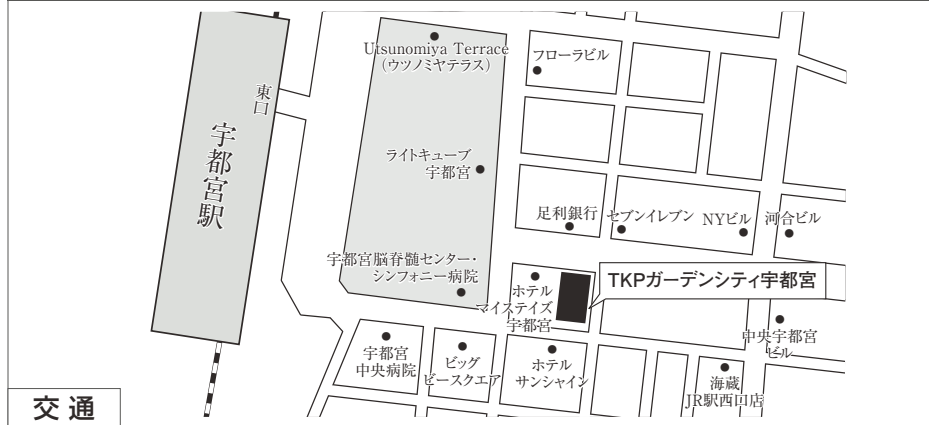 Utsunomiya Terrace
(ウツノミヤテラス)
フローラビル
東口
宇都宮駅
ライトキューブ
宇都宮
足利銀行
セブンイレブン
NYビル
河合ビル
宇都宮脳脊髄センター・
シンフォニー病院
TKPガーデンシティ宇都宮
ホテル
マイステイズ
宇都宮
中央宇都宮
ビル
宇都宮
中央病院
ビッグ
ビースクエア
ホテル
サンシャイン
海蔵
JR駅西口店
交通